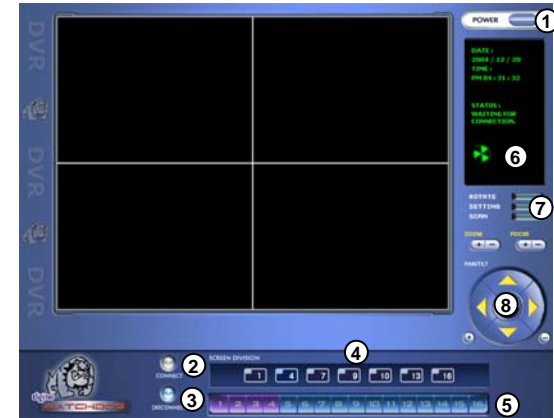 DVR
DVR
DVR
POWER
1
DATE:
2004 / 12 / 20
TIME:
PM 04 : 31 : 32
STATUS:
WAITING FOR
CONNECTION.
6
ROTATE
SETTING
SCAN
7
ZOOM
FOCUS
+ −
+ −
PAN/TILT
8
2
CONNECT
SCREEN DIVISION
4
1 4 7 9 10 13 16
3
DISCONNECT
1 2 3 4 5 6 7 8 9 10 11 12 13 14 15 16
5
WATCHDOG